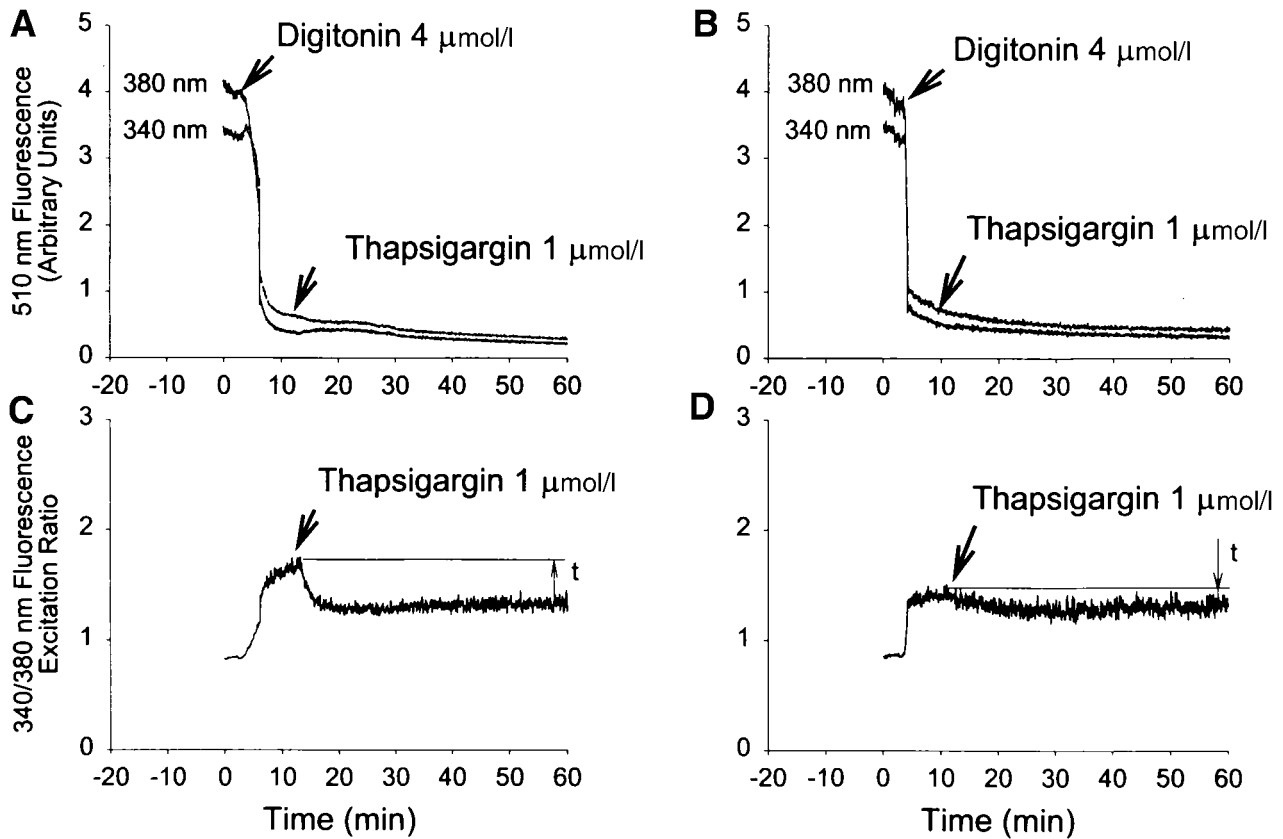 A
5
Digitonin 4 μmol/l
380 nm
4
340 nm
3
2
Thapsigargin 1 μmol/l
1
0
-20 -10 0 10 20 30 40 50 60
510 nm Fluorescence
(Arbitrary Units)
B
5
Digitonin 4 μmol/l
380 nm
4
340 nm
3
2
Thapsigargin 1 μmol/l
1
0
-20 -10 0 10 20 30 40 50 60
C
3
Thapsigargin 1 μmol/l
2
t
1
0
-20 -10 0 10 20 30 40 50 60
Time (min)
340/380 nm Fluorescence
Excitation Ratio
D
3
Thapsigargin 1 μmol/l
2
t
1
0
-20 -10 0 10 20 30 40 50 60
Time (min)